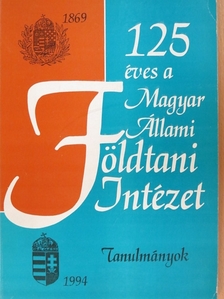 1869
125
éves a
Magyar
Állami
Földtani
Intézet
Tanulmányok
1994